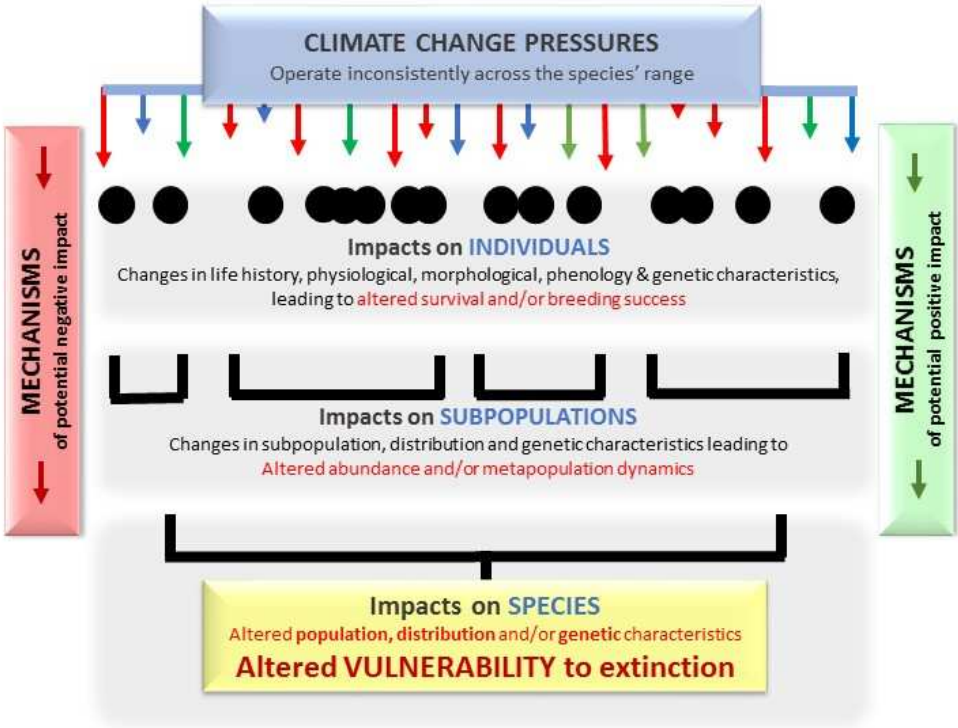 CLIMATE CHANGE PRESSURES
Operate inconsistently across the species' range
MECHANISMS
of potential negative impact
Impacts on INDIVIDUALS
Changes in life history, physiological, morphological, phenology & genetic characteristics,
leading to altered survival and/or breeding success
Impacts on SUBPOPULATIONS
Changes in subpopulation, distribution and genetic characteristics leading to
Altered abundance and/or metapopulation dynamics
Impacts on SPECIES
Altered population, distribution and/or genetic characteristics
Altered VULNERABILITY to extinction
MECHANISMS
of potential positive impact